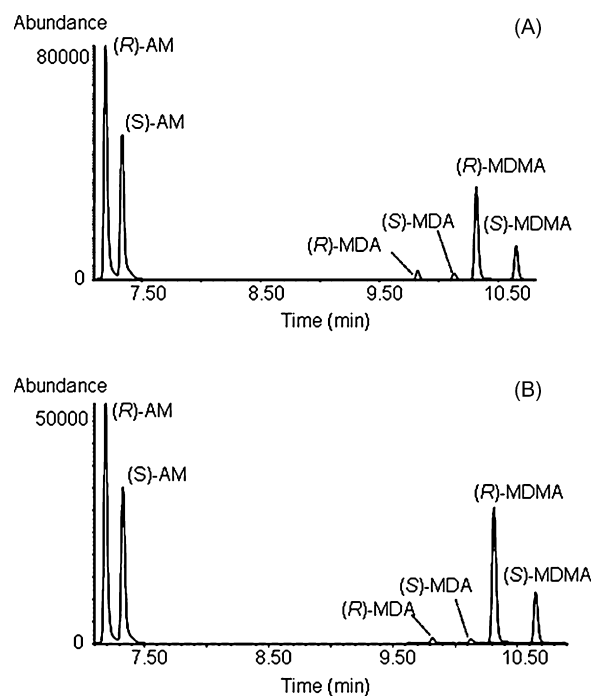 Abundance
(A)
80000
(R)-AM
(S)-AM
(R)-MDMA
(S)-MDA
(S)-MDMA
(R)-MDA
0
7.50 8.50 9.50 10.50
Time (min)
Abundance
(B)
50000
(R)-AM
(S)-AM
(R)-MDMA
(S)-MDMA
(S)-MDA
(R)-MDA
0
7.50 8.50 9.50 10.50
Time (min)